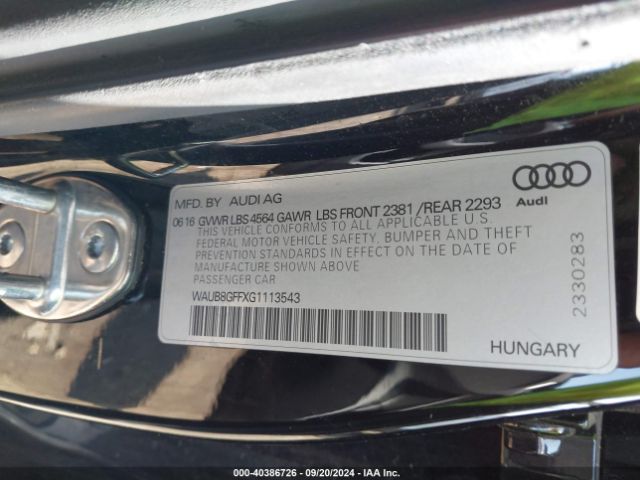 MFD. BY AUDI AG
Audi
06 16 GVWR LBS 4564 GAWR LBS FRONT 2381 /REAR 2293
THIS VEHICLE CONFORMS TO ALL APPLICABLE U.S.
FEDERAL MOTOR VEHICLE SAFETY, BUMPER AND THEFT
PREVENTION STANDARDS IN EFFECT ON THE DATE OF
MANUFACTURE SHOWN ABOVE
PASSENGER CAR
WAUB8GFFXG1113543
2330283
HUNGARY
000-40386726 - 09/20/2024 - IAA Inc.